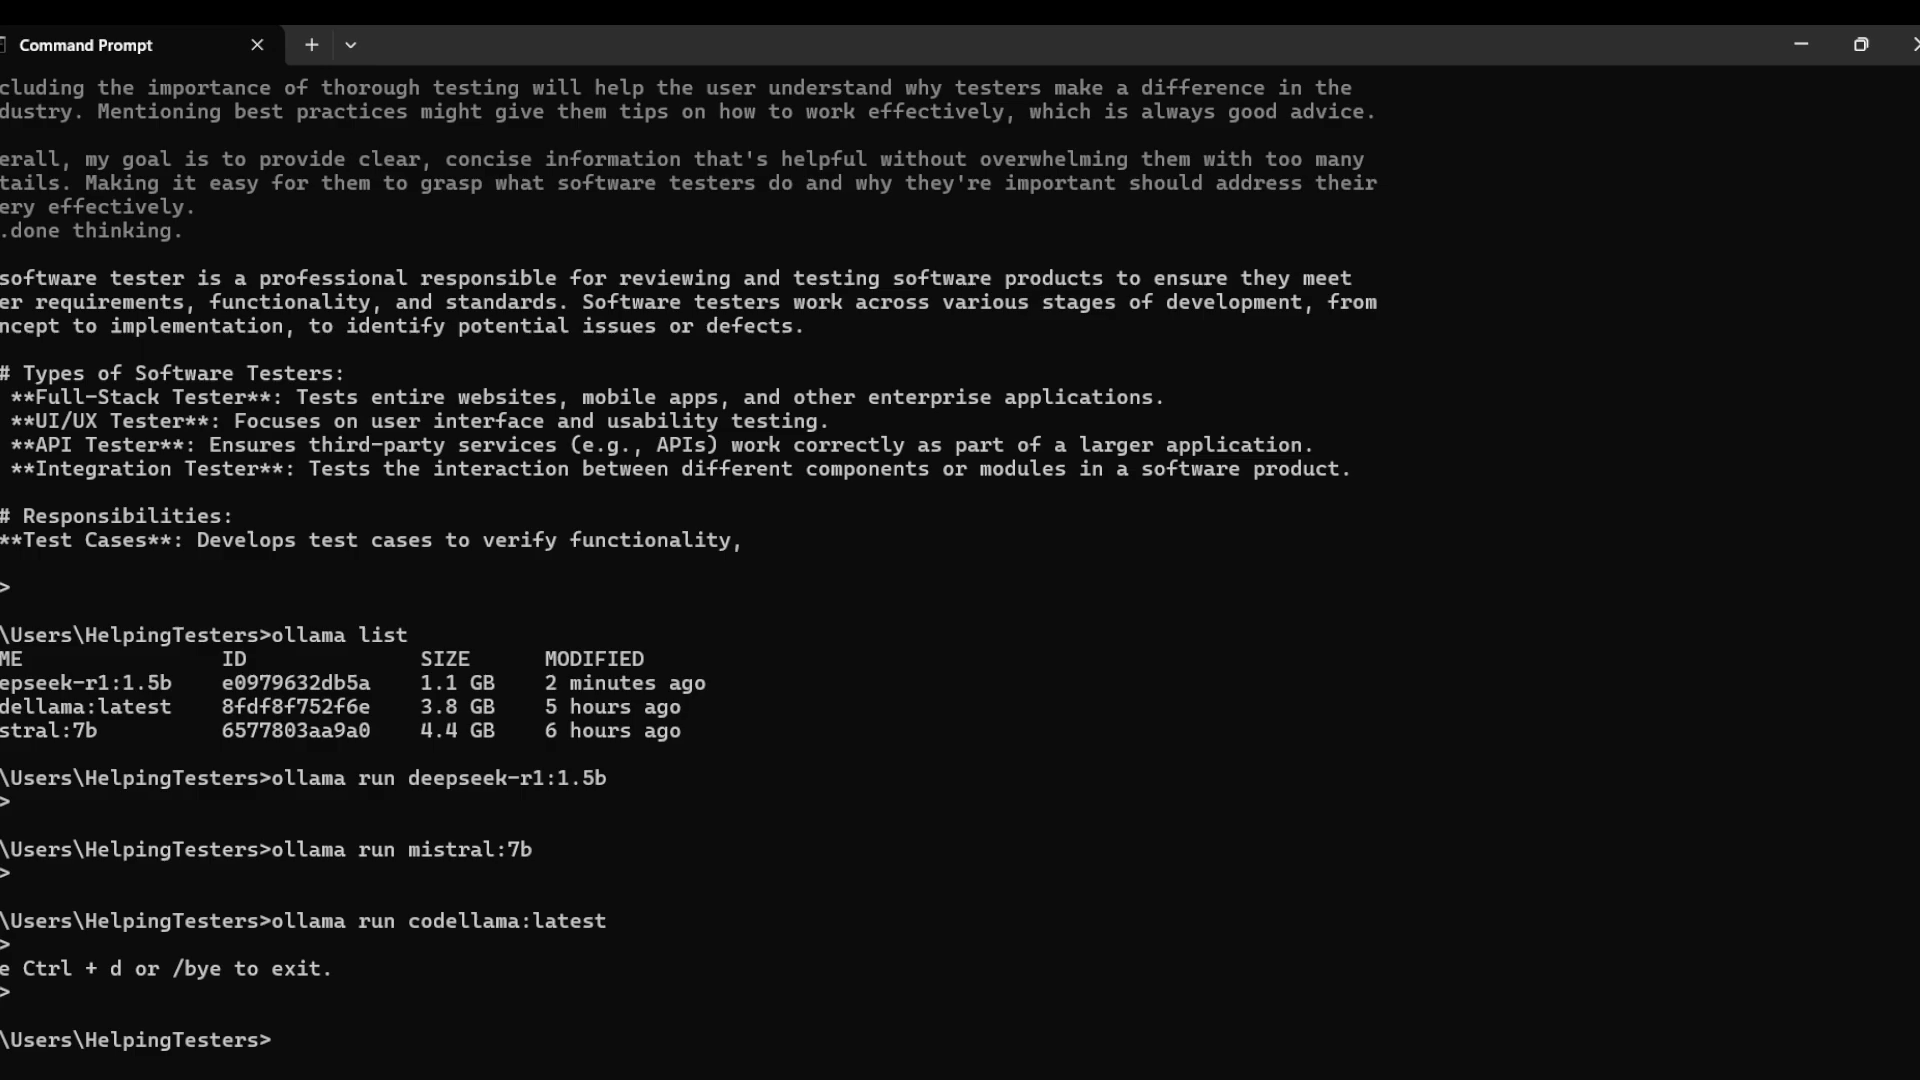 Command Prompt
cluding the importance of thorough testing will help the user understand why testers make a difference in the
dustry. Mentioning best practices might give them tips on how to work effectively, which is always good advice.
erall, my goal is to provide clear, concise information that's helpful without overwhelming them with too many
tails. Making it easy for them to grasp what software testers do and why they're important should address their
ery effectively.
.done thinking.
software tester is a professional responsible for reviewing and testing software products to ensure they meet
er requirements, functionality, and standards. Software testers work across various stages of development, from
ncept to implementation, to identify potential issues or defects.
# Types of Software Testers:
**Full-Stack Tester**: Tests entire websites, mobile apps, and other enterprise applications.
**UI/UX Tester**: Focuses on user interface and usability testing.
**API Tester**: Ensures third-party services (e.g., APIs) work correctly as part of a larger application.
**Integration Tester**: Tests the interaction between different components or modules in a software product.
# Responsibilities:
**Test Cases**: Develops test cases to verify functionality,
>
\Users\HelpingTesters>ollama list
ME ID SIZE MODIFIED
epseek-r1:1.5b e0979632db5a 1.1 GB 2 minutes ago
dellama:latest 8fdf8f752f6e 3.8 GB 5 hours ago
stral:7b 6577803aa9a0 4.4 GB 6 hours ago
\Users\HelpingTesters>ollama run deepseek-r1:1.5b
>
\Users\HelpingTesters>ollama run mistral:7b
>
\Users\HelpingTesters>ollama run codellama:latest
>
e Ctrl + d or /bye to exit.
>
\Users\HelpingTesters>